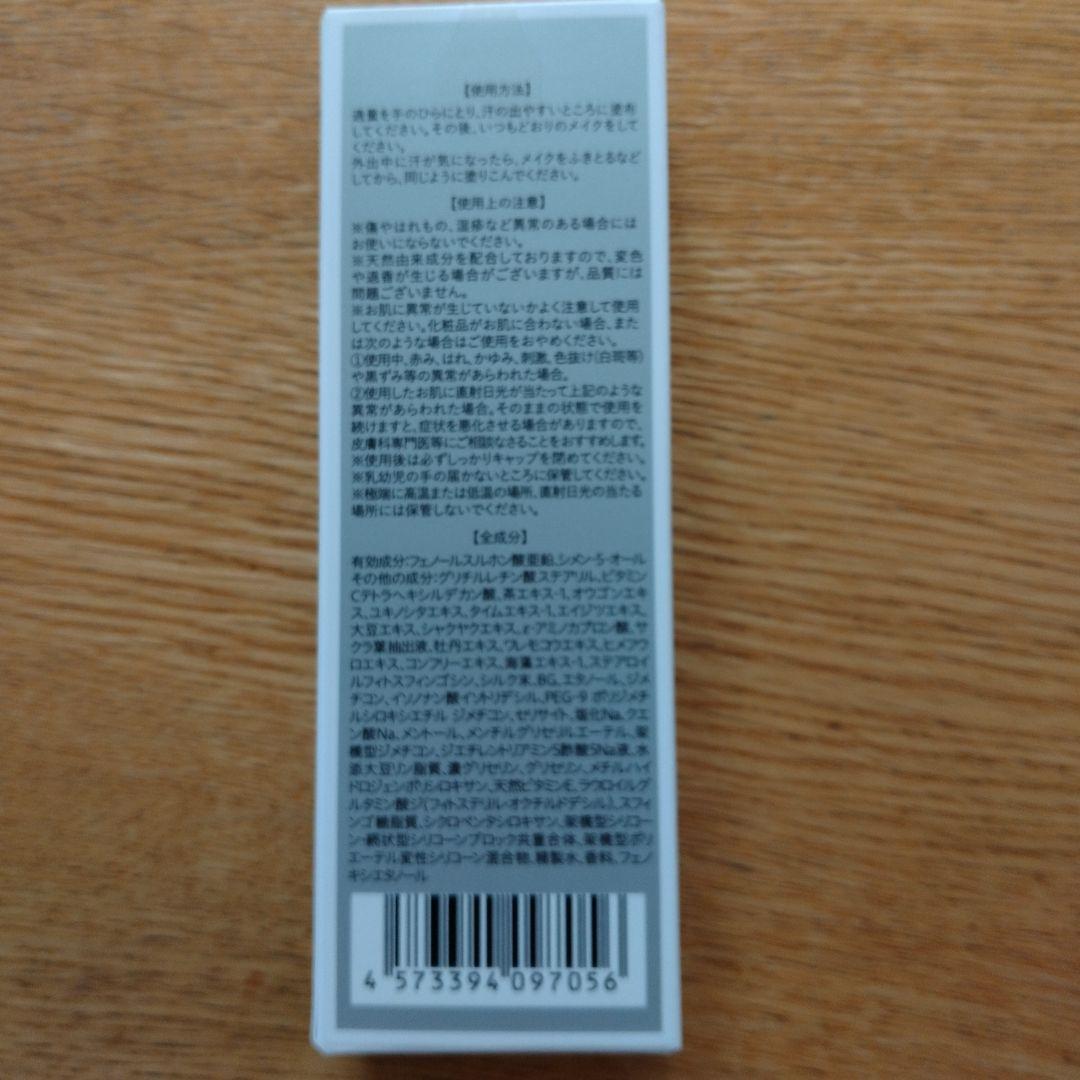 【使用方法】
適量を手のひらにとり、汗の出やすいところに塗布
してください。その後、いつもどおりのメイクをして
ください。
外出中に汗が気になったら、メイクをふきとるなど
してから、同じように塗りこんでください。
【使用上の注意】
※傷やはれもの、湿疹など異常のある場合には
お使いにならないでください。
※天然由来成分を配合しておりますので、変色
や退香が生じる場合がございますが、品質には
問題ございません。
※お肌に異常が生じていないかよく注意して使用
してください。化粧品がお肌に合わない場合、また
は次のような場合はご使用をおやめください。
①使用中、赤み、はれ、かゆみ、刺激、色抜け(白斑等)
や黒ずみ等の異常があらわれた場合。
②使用したお肌に直射日光が当たって上記のような
異常があらわれた場合。そのままの状態で使用を
続けますと、症状を悪化させる場合がありますので、
皮膚科専門医等にご相談なさることをおすすめします。
※使用後は必ずしっかりキャップを閉めてください。
※乳幼児の手の届かないところに保管してください。
※極端に高温または低温の場所、直射日光の当たる
場所には保管しないでください。
【全成分】
有効成分:フェノールスルホン酸亜鉛、シメン-5-オール
その他の成分:グリチルレチン酸ステアリル、ビタミン
Cテトラヘキシルデカン酸、茶エキス-1、オウゴンエキ
ス、ユキノシタエキス、タイムエキス-1、エイジツエキス、
大豆エキス、シャクヤクエキス、ε-アミノカプロン酸、サ
クラ葉抽出液、牡丹エキス、ワレモコウエキス、ヒメフウ
ロエキス、コンフリーエキス、海藻エキス-1、ステアロイ
ルフィトスフィンゴシン、シルク末、BG、エタノール、ジメ
チコン、イソノナン酸イソトリデシル、PEG-9 ポリジメチ
ルシロキシエチル ジメチコン、セリサイト、塩化Na、クエ
ン酸Na、メントール、メンチルグリセリルエーテル、架
橋型ジメチコン、ジエチレントリアミン5酢酸5Na液、水
添大豆リン脂質、濃グリセリン、グリセリン、メチルハイ
ドロジェンポリシロキサン、天然ビタミンE、ラウロイルグ
ルタミン酸ジ(フィトステリル・オクチルドデシル)、スフィ
ンゴ糖脂質、シクロペンタシロキサン、架橋型シリコー
ン・網状型シリコーンブロック共重合体、架橋型ポリ
エーテル変性シリコーン混合物、精製水、香料、フェノ
キシエタノール
4 573394 097056